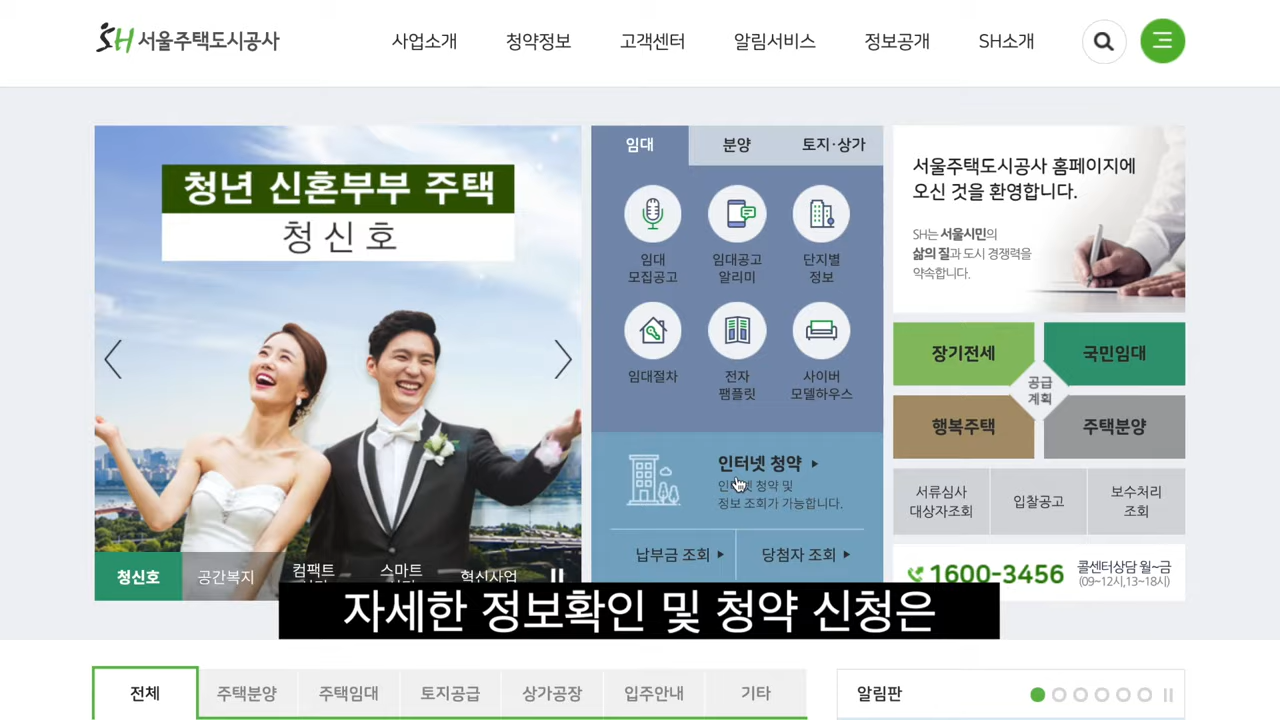 SH 서울주택도시공사
사업소개
청약정보
고객센터
알림서비스
정보공개
SH소개
청년 신혼부부 주택
청신호
청신호
공간복지
컴팩트
스마트
혁신사업
임대
분양
토지·상가
임대
모집공고
임대공고
알리미
단지별
정보
임대절차
전자
팸플릿
사이버
모델하우스
인터넷 청약
청약 및
정보 조회가 가능합니다.
납부금 조회
당첨자 조회
서울주택도시공사 홈페이지에
오신 것을 환영합니다.
SH는 서울시민의
삶의 질과 도시 경쟁력을
약속합니다.
장기전세
국민임대
공급
계획
행복주택
주택분양
서류심사
대상자조회
입찰공고
보수처리
조회
1600-3456
콜센터상담 월~금
(09~12시,13~18시)
자세한 정보확인 및 청약 신청은
전체
주택분양
주택임대
토지공급
상가공장
입주안내
기타
알림판